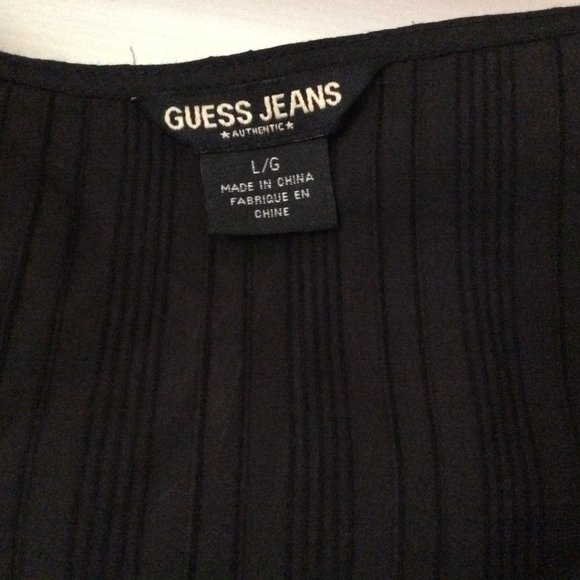 GUESS JEANS
★AUTHENTIC★
L/G
MADE IN CHINA
FABRIQUE EN
CHINE